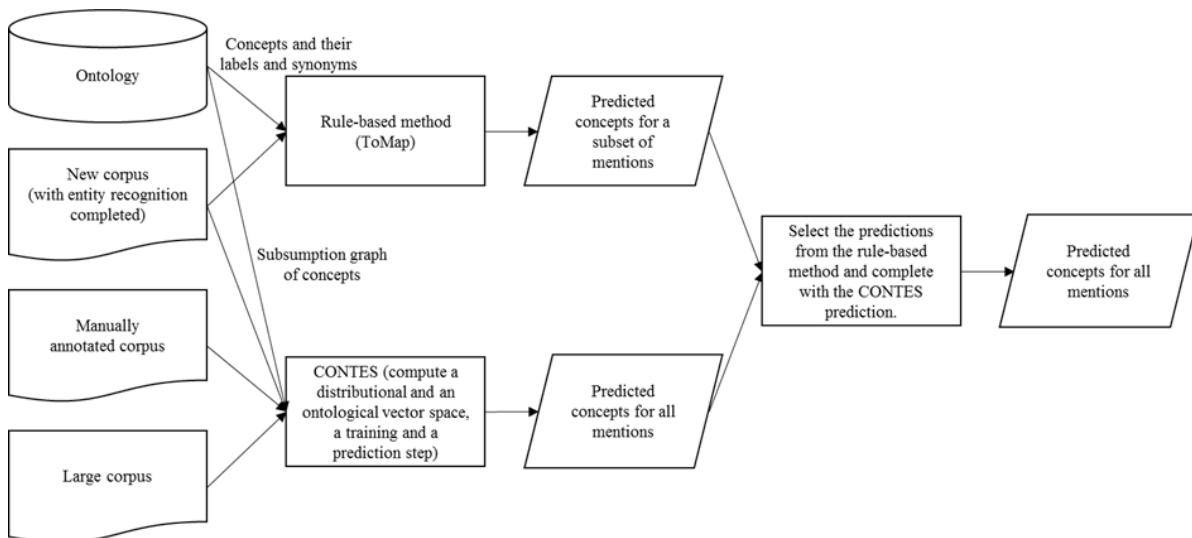 Ontology
Concepts and their
labels and synonyms
Rule-based method
(ToMap)
Predicted
concepts for a
subset of
mentions
New corpus
(with entity recognition
completed)
Subsumption graph
of concepts
Select the predictions
from the rule-based
method and complete
with the CONTES
prediction.
Predicted
concepts for all
mentions
Manually
annotated corpus
CONTES (compute a
distributional and an
ontological vector space,
a training and a
prediction step)
Predicted
concepts for all
mentions
Large corpus